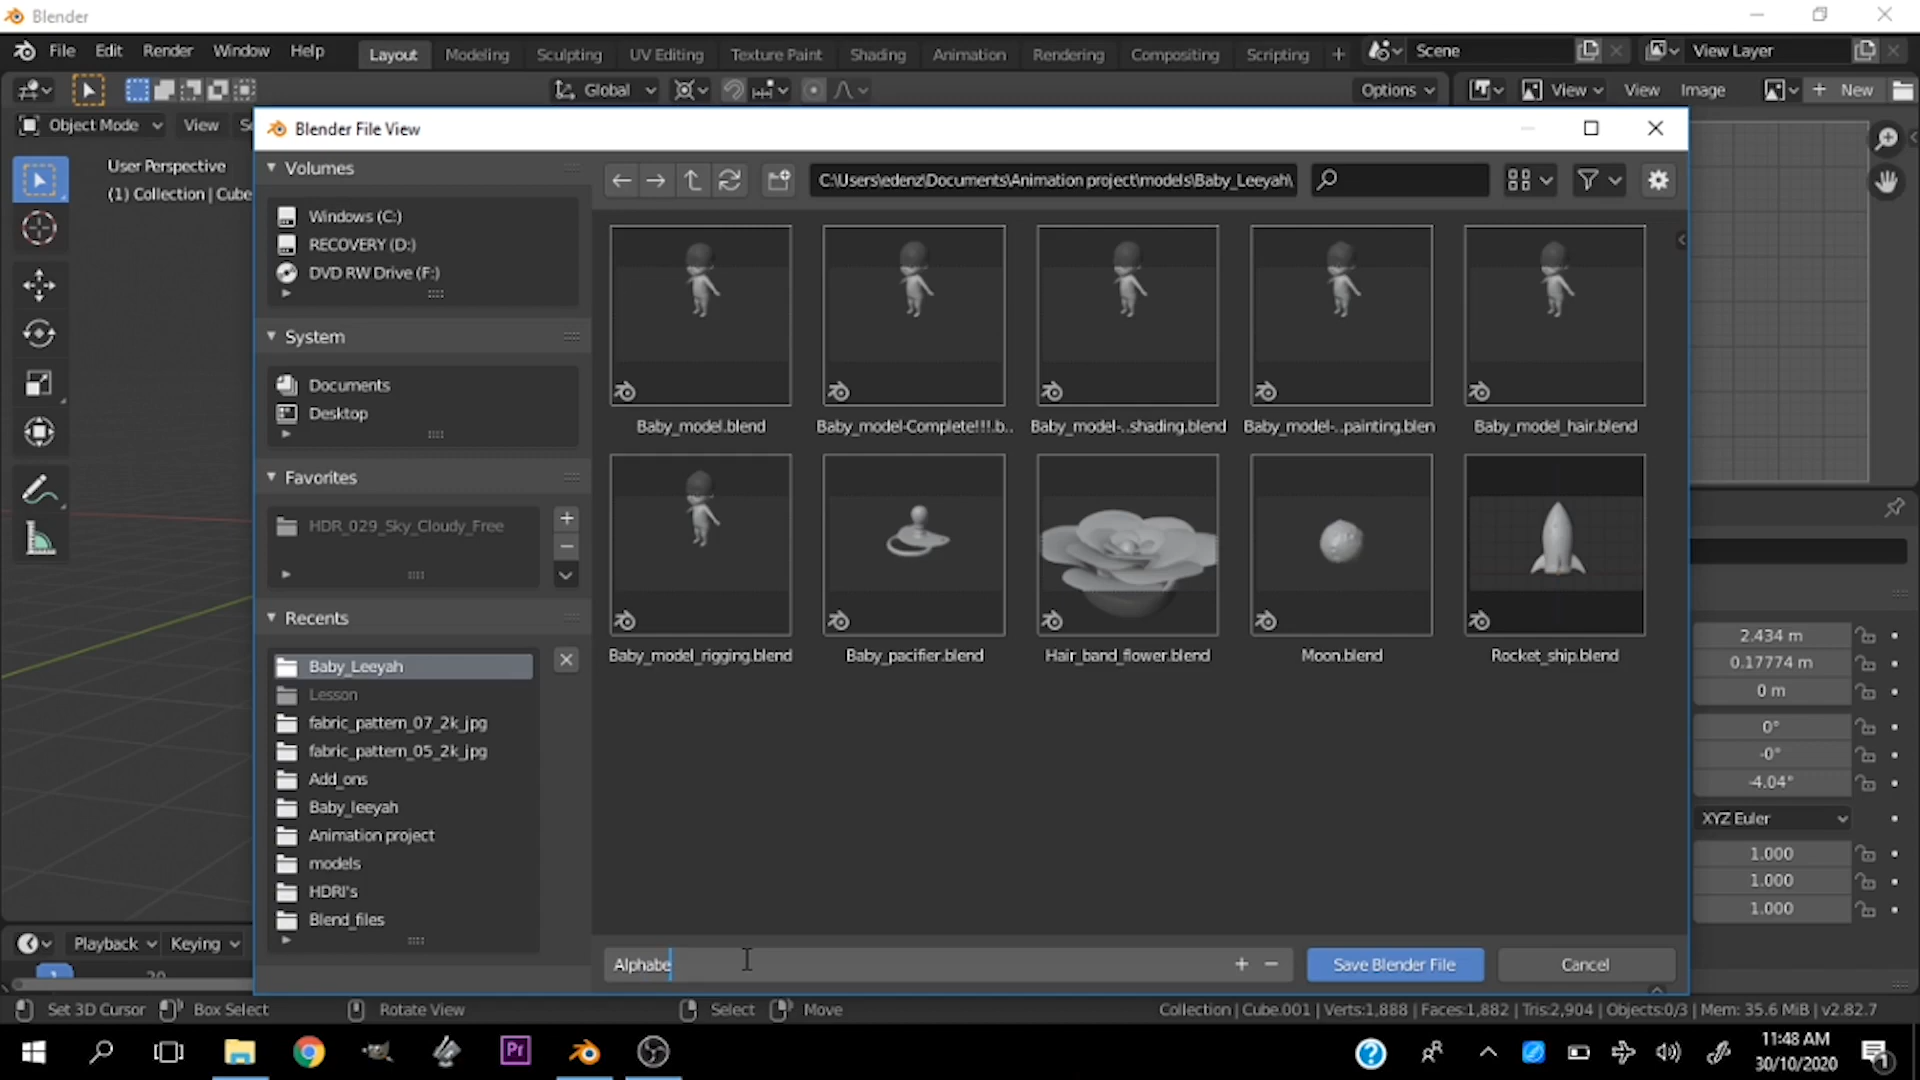 Blender
File Edit Render Window Help Layout Modeling Sculpting UV Editing Texture Paint Shading Animation Rendering Compositing Scripting + Scene View Layer
Global Options View View Image + New
Object Mode View
User Perspective
(1) Collection | Cube
Blender File View
Volumes
Windows (C:)
RECOVERY (D:)
DVD RW Drive (F:)
System
Documents
Desktop
Favorites
HDR_029_Sky_Cloudy_Free
Recents
Baby_Leeyah
Lesson
fabric_pattern_07_2k_jpg
fabric_pattern_05_2k_jpg
Add_ons
Baby_leeyah
Animation project
models
HDRI's
Blend_files
C:\Users\edenz\Documents\Animation project\models\Baby_Leeyah\
Baby_model.blend Baby_model-Complete!!!.b.. Baby_model-..shading.blend Baby_model-..painting.blen Baby_model_hair.blend
Baby_model_rigging.blend Baby_pacifier.blend Hair_band_flower.blend Moon.blend Rocket_ship.blend
Alphabe + − Save Blender File Cancel
2.434 m
0.17774 m
0 m
0°
-0°
-4.04°
XYZ Euler
1.000
1.000
1.000
Playback Keying
1 20
Set 3D Cursor Box Select Rotate View Select Move Collection | Cube.001 | Verts:1,888 | Faces:1,882 | Tris:2,904 | Objects:0/3 | Mem: 35.6 MiB | v2.82.7
Pr
11:48 AM
30/10/2020
1